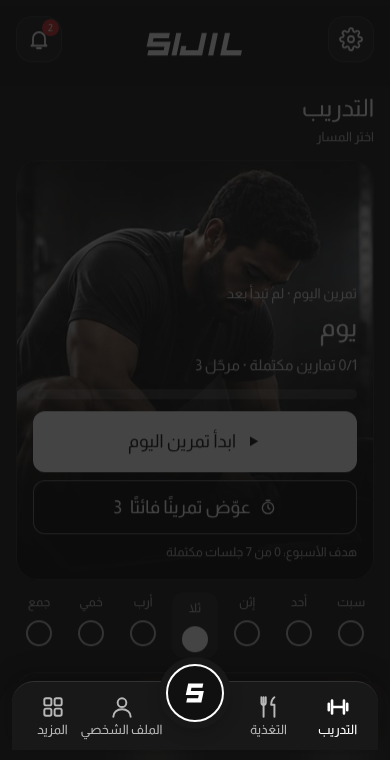 2
SIJIL
التدريب
اختر المسار
تمرين اليوم · لم تبدأ بعد
يوم
0/1 تمارين مكتملة · مرحّل 3
ابدأ تمرين اليوم
عوّض تمرينًا فائتًا 3
هدف الأسبوع: 0 من 7 جلسات مكتملة
سبت أحد إثن ثلا أرب خمي جمع
S
التدريب التغذية الملف الشخصي المزيد